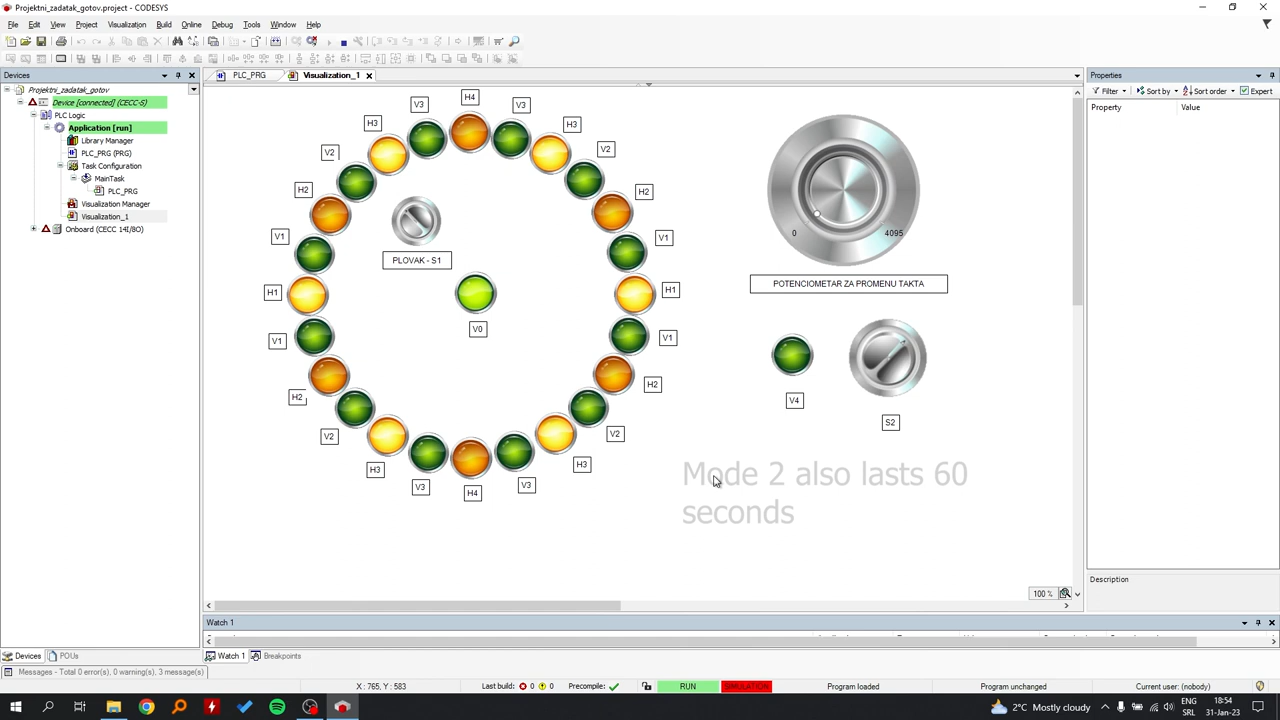 Projektni_zadatak_gotov.project - CODESYS
File Edit View Project Visualization Build Online Debug Tools Window Help
Devices
Projektni_zadatak_gotov
Device [connected] (CECC-S)
PLC Logic
Application [run]
Library Manager
PLC_PRG (PRG)
Task Configuration
MainTask
PLC_PRG
Visualization Manager
Visualization_1
Onboard (CECC 14I/8O)
Devices POUs
PLC_PRG Visualization_1
H4
V3 V3
H3 H3
V2 V2
H2 H2
V1 V1
PLOVAK - S1
H1 H1
V0
V1 V1
H2 H2
V2 V2
H3 H3
V3 V3
H4
0 4095
POTENCIOMETAR ZA PROMENU TAKTA
V4 S2
Mode 2 also lasts 60
seconds
100 %
Watch 1
Watch 1 Breakpoints
Properties
Filter Sort by Sort order Expert
Property Value
Description
Messages - Total 0 error(s), 0 warning(s), 3 message(s)
X : 765, Y : 583 Last build: 0 0 Precompile: RUN SIMULATION Program loaded Program unchanged Current user: (nobody)
2°C Mostly cloudy
ENG
SRL
18:54
31-Jan-23